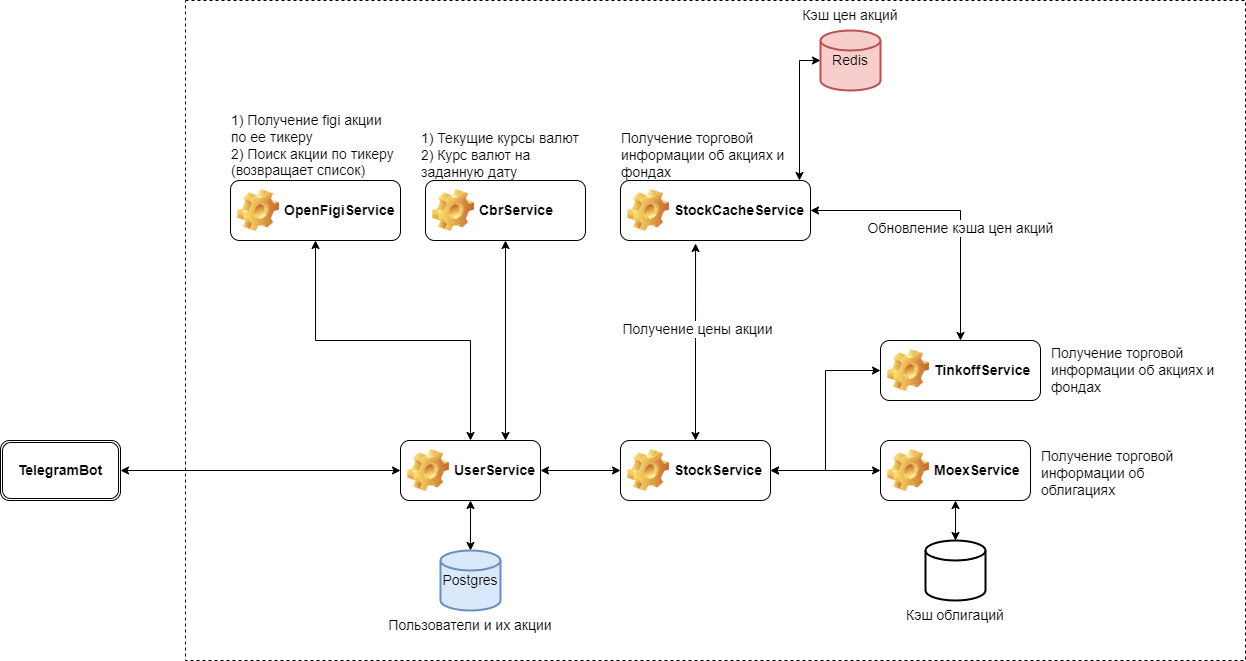 Кэш цен акций
Redis
1) Получение figi акции
по ее тикеру
2) Поиск акции по тикеру
(возвращает список)
1) Текущие курсы валют
2) Курс валют на
заданную дату
Получение торговой
информации об акциях и
фондах
OpenFigiService
CbrService
StockCacheService
Обновление кэша цен акций
Получение цены акции
TinkoffService
Получение торговой
информации об акциях и
фондах
TelegramBot
UserService
StockService
MoexService
Получение торговой
информации об
облигациях
Postgres
Пользователи и их акции
Кэш облигаций